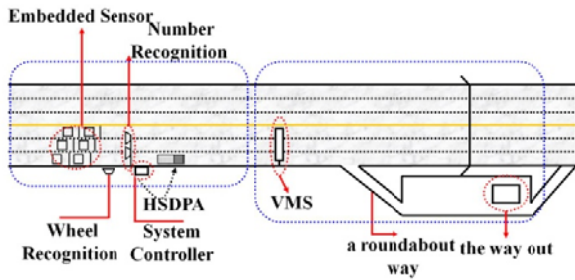 Embedded Sensor
Number
Recognition
HSDPA
VMS
Wheel
Recognition
System
Controller
a roundabout
way
the way out